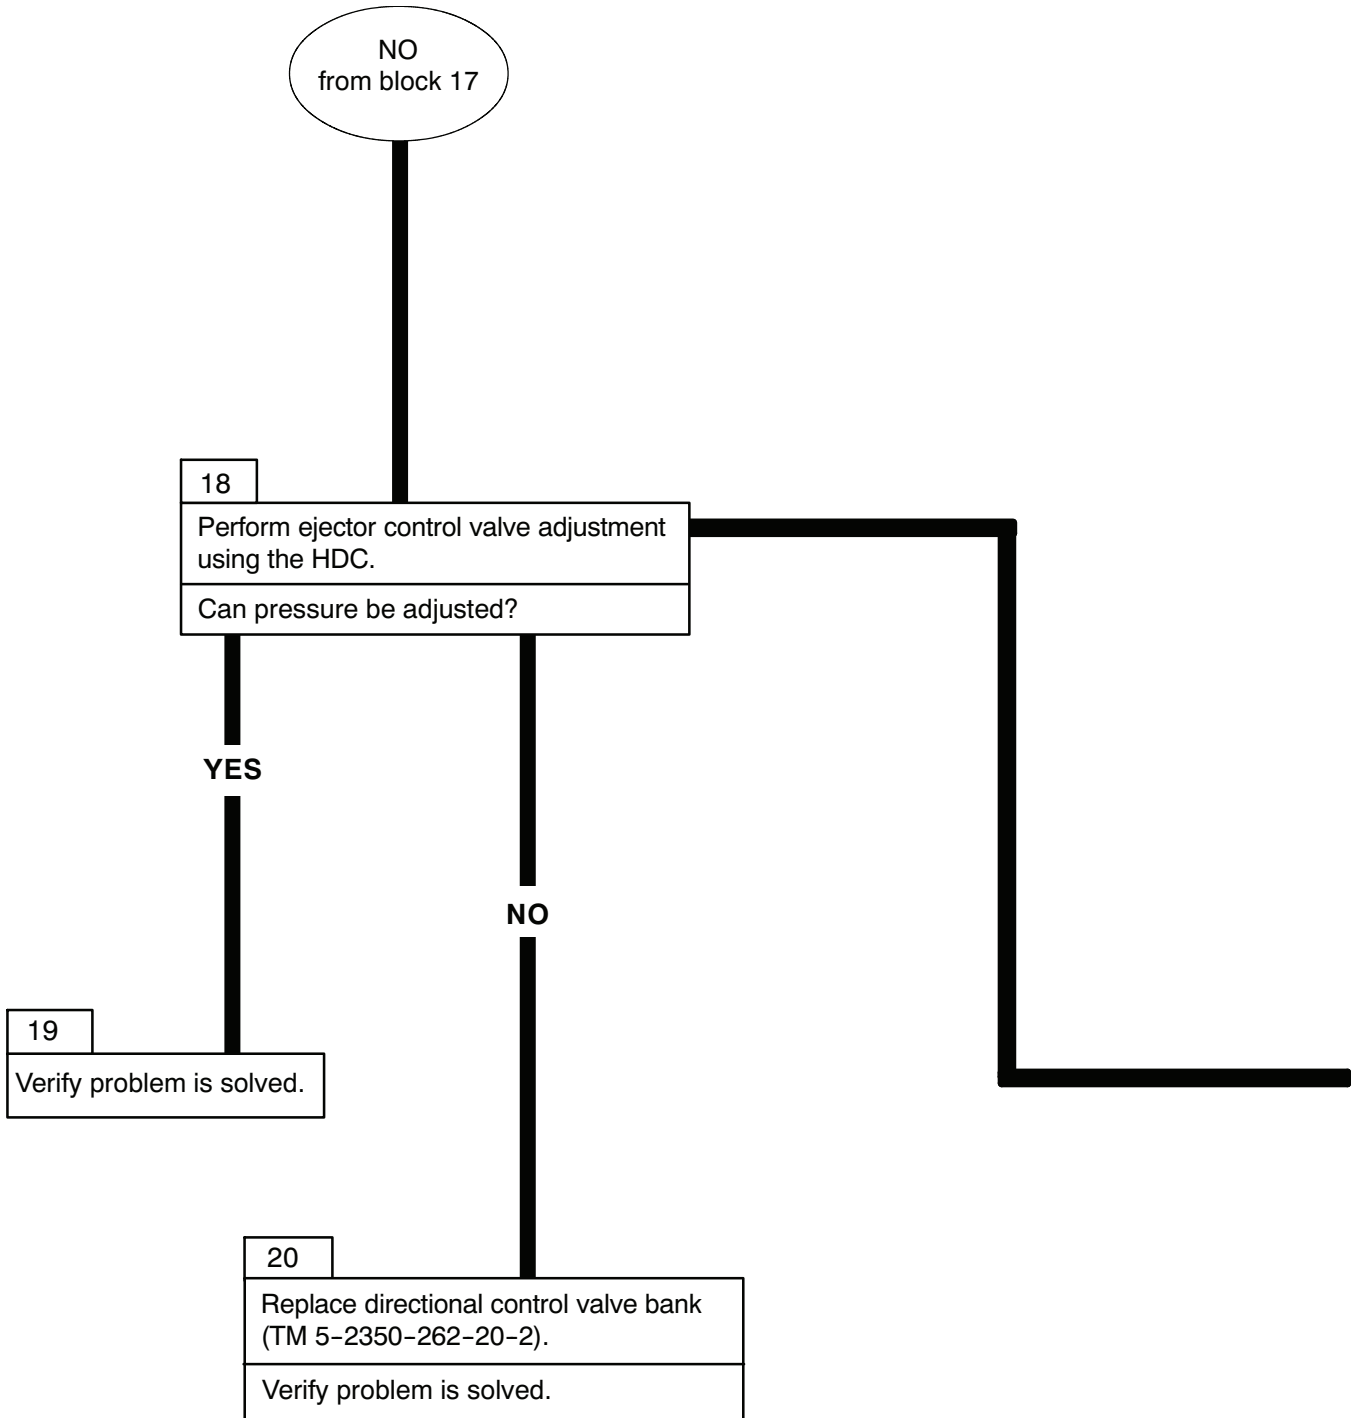 NO
from block 17
18
Perform ejector control valve adjustment
using the HDC.
Can pressure be adjusted?
YES
NO
19
Verify problem is solved.
20
Replace directional control valve bank
(TM 5-2350-262-20-2).
Verify problem is solved.